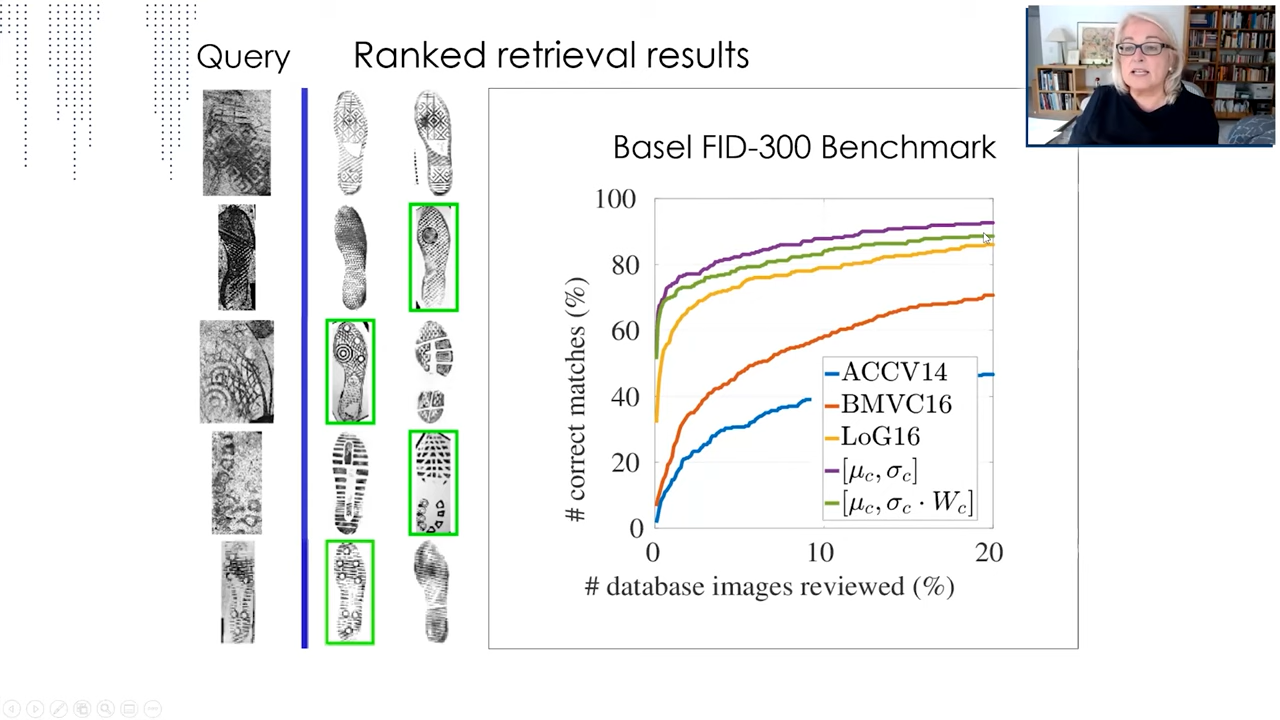 Query
Ranked retrieval results
Basel FID-300 Benchmark
100
80
60
40
20
0
# correct matches (%)
0 10 20
# database images reviewed (%)
ACCV14
BMVC16
LoG16
[μc, σc]
[μc, σc · Wc]